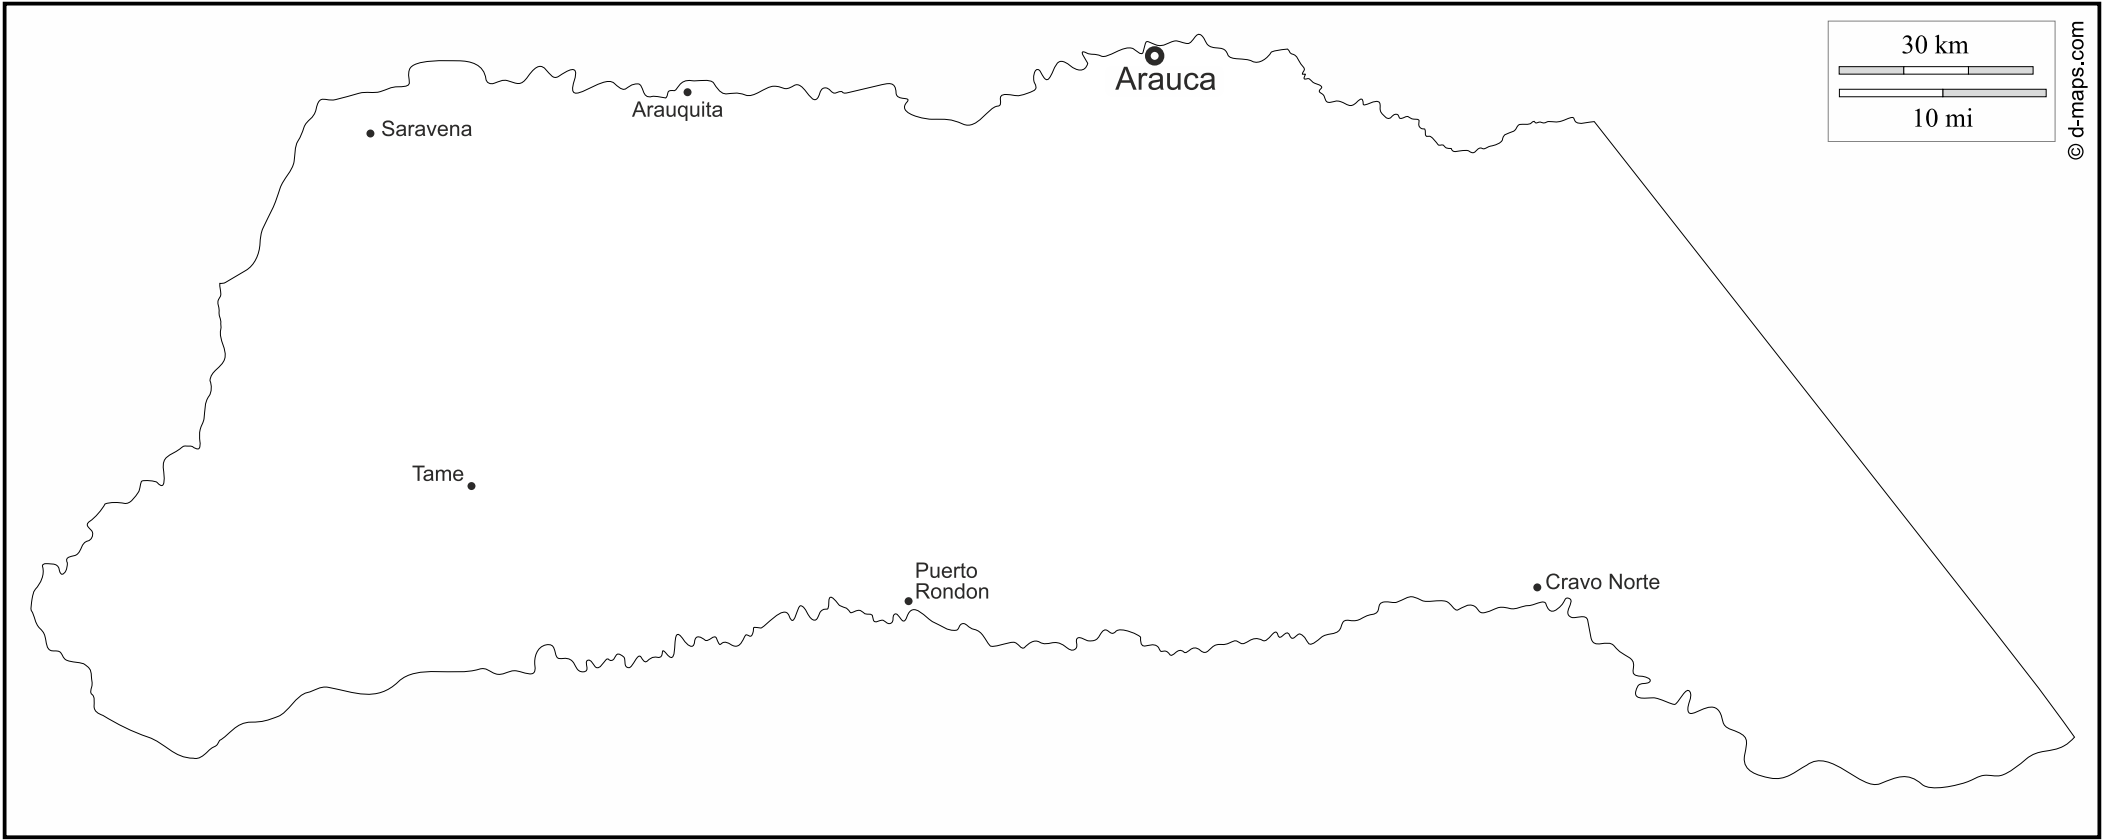 30 km
10 mi
© d-maps.com
Arauca
Arauquita
Saravena
Tame
Puerto
Rondon
Cravo Norte